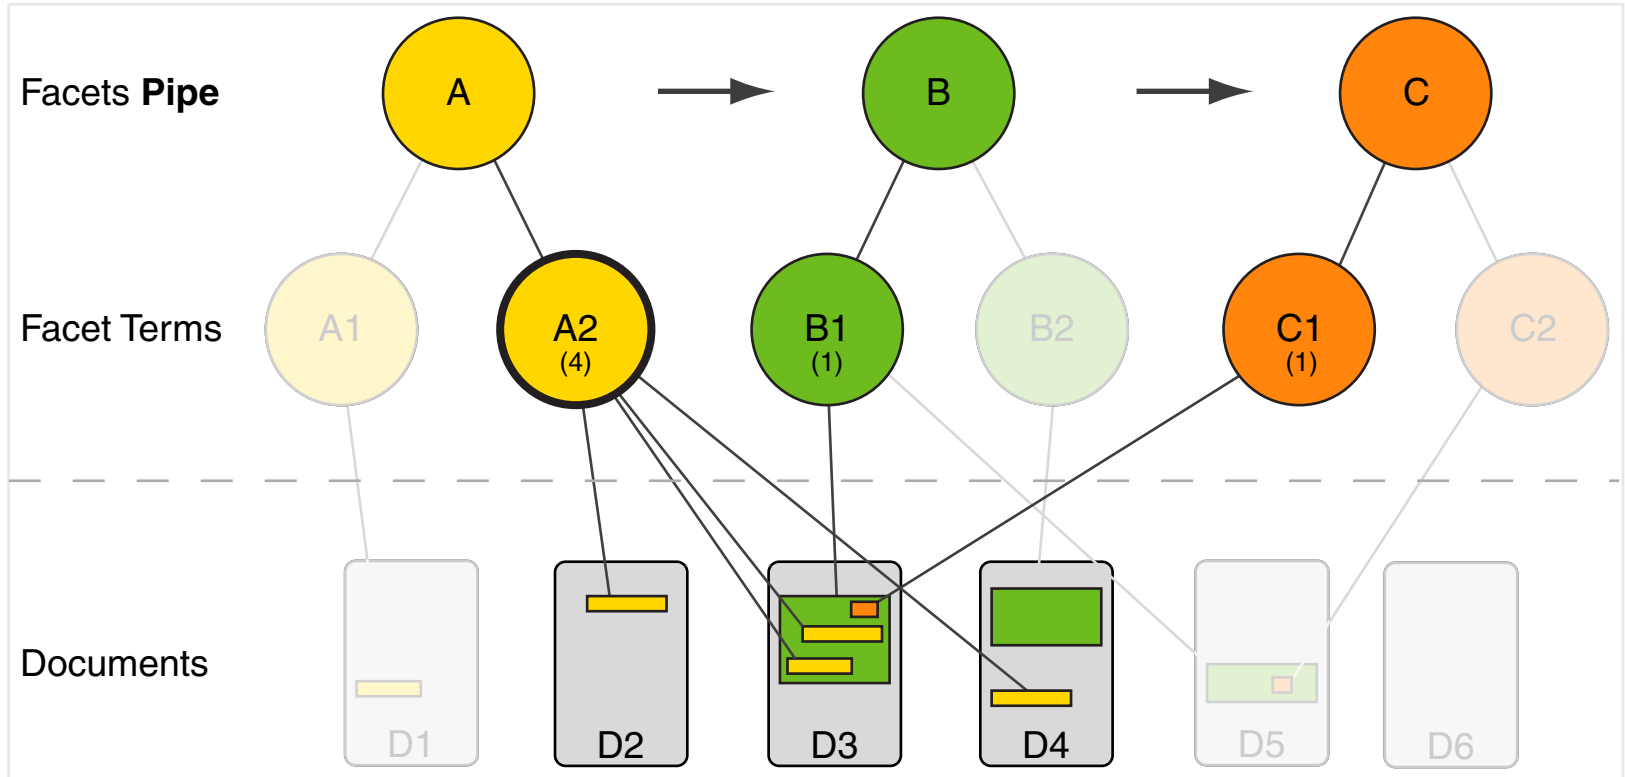 Facets Pipe
A
B
C
Facet Terms
A1
A2
(4)
B1
(1)
B2
C1
(1)
C2
Documents
D1
D2
D3
D4
D5
D6